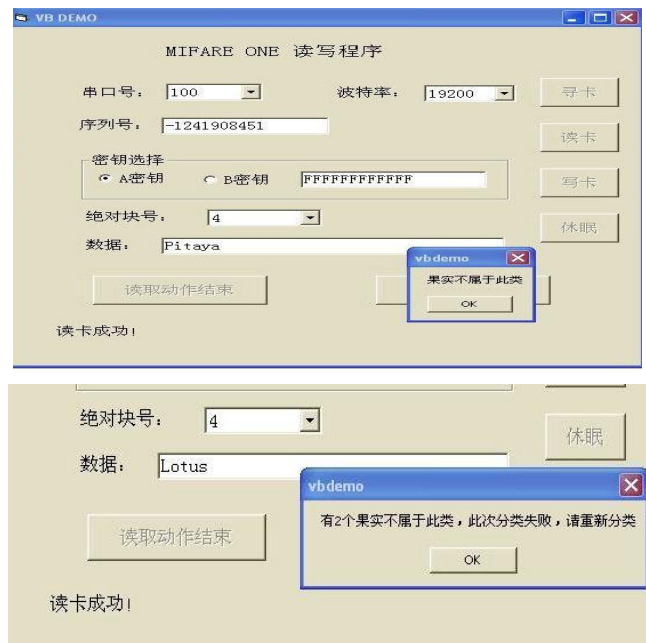 VB DEMO
MIFARE ONE 读写程序
串口号： 100 波特率： 19200 寻卡
序列号： -1241908451
读卡
密钥选择
A密钥 B密钥 FFFFFFFFFFFF 写卡
绝对块号： 4
休眠
数据： Pitaya
vbdemo
果实不属于此类
读取动作结束
OK
读卡成功!
绝对块号： 4
休眠
数据： Lotus
vbdemo
有2个果实不属于此类，此次分类失败，请重新分类
读取动作结束
OK
读卡成功!